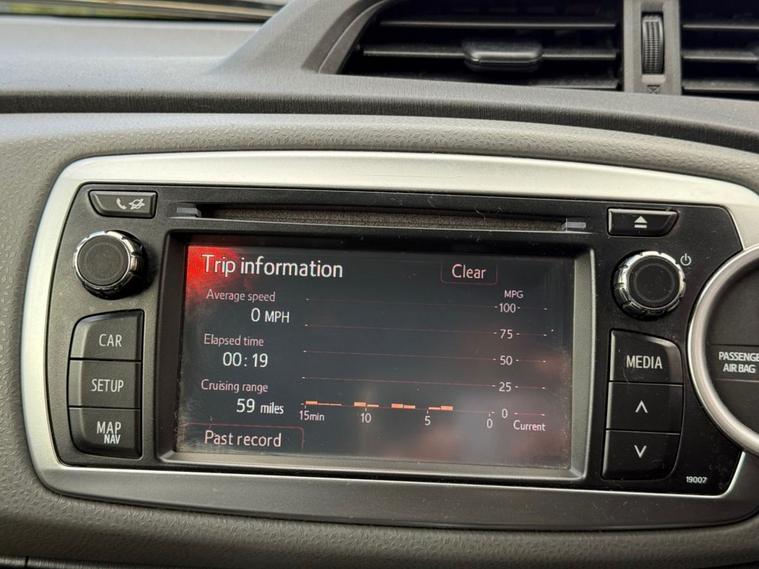 Trip information
Clear
Average speed
0 MPH
Elapsed time
00:19
Cruising range
59 miles
Past record
MPG
100
75
50
25
0
15min
10
5
0
Current
CAR
SETUP
MAP
NAV
MEDIA
19007
PASSENGER
AIR BAG